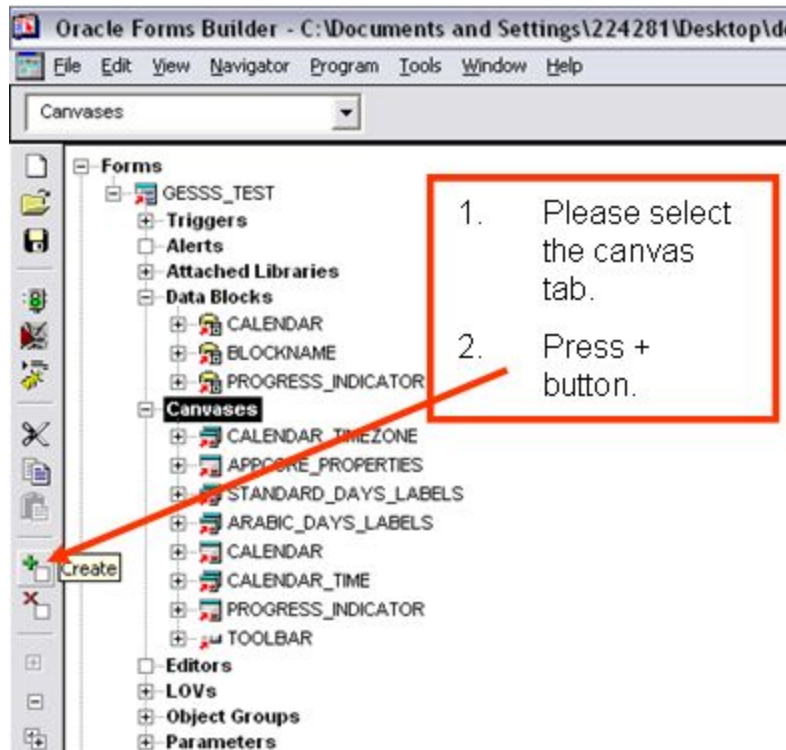 Oracle Forms Builder - C:\Documents and Settings\224281\Desktop\de
File Edit View Navigator Program Tools Window Help
Canvases
Forms
GESSS_TEST
Triggers
Alerts
Attached Libraries
Data Blocks
CALENDAR
BLOCKNAME
PROGRESS_INDICATOR
Canvases
CALENDAR_TIMEZONE
APPCORE_PROPERTIES
STANDARD_DAYS_LABELS
ARABIC_DAYS_LABELS
CALENDAR
CALENDAR_TIME
PROGRESS_INDICATOR
TOOLBAR
Editors
LOVs
Object Groups
Parameters
Create
1. Please select
the canvas
tab.
2. Press +
button.